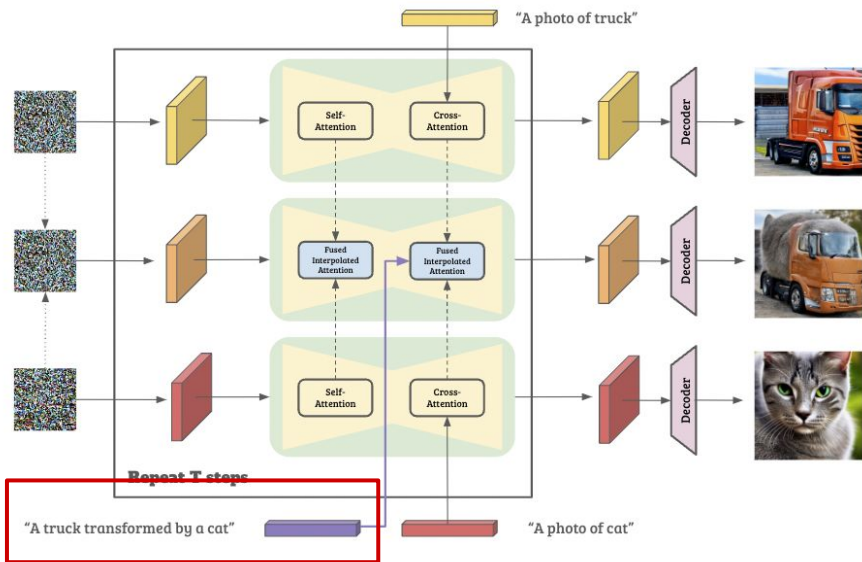 “A photo of truck”
Self-
Attention
Cross-
Attention
Decoder
Fused
Interpolated
Attention
Fused
Interpolated
Attention
Decoder
Self-
Attention
Cross-
Attention
Decoder
Repeat T steps
“A truck transformed by a cat”
“A photo of cat”